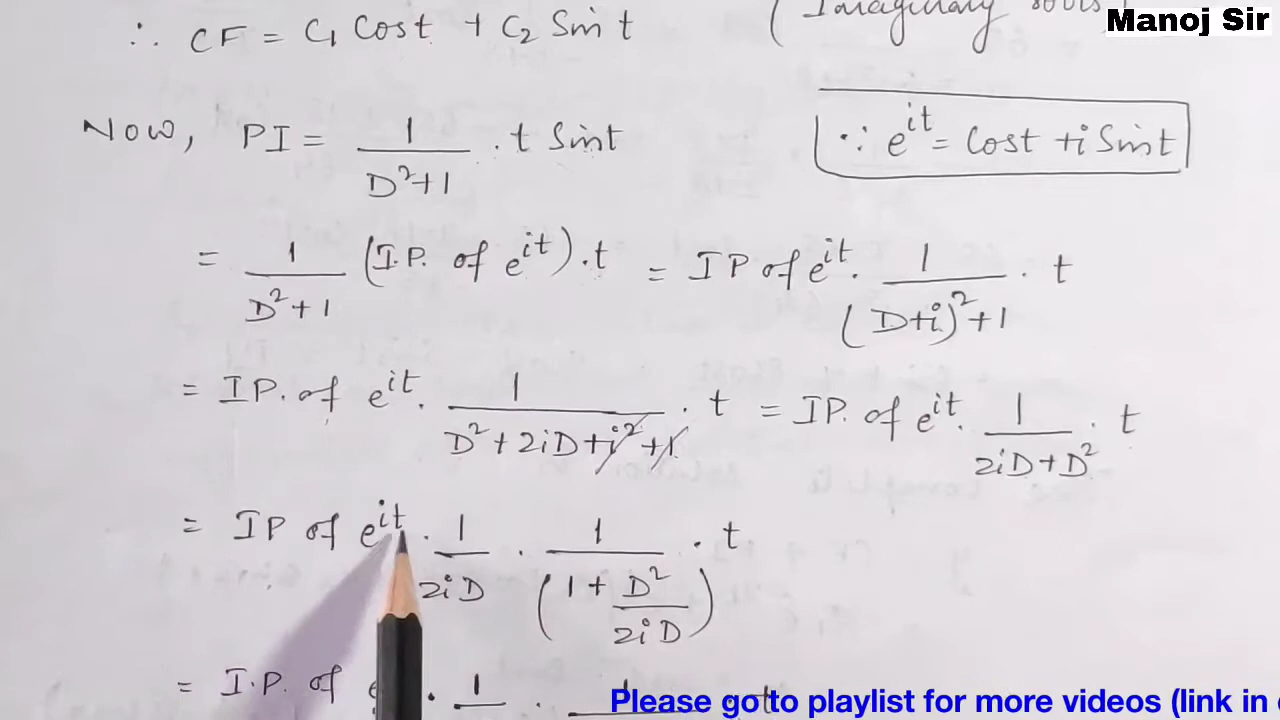 ∴ CF = C₁ Cost + C₂ Sint (Imaginary
Manoj Sir
Now, PI = 1/(D²+1) · t Sint
∵ e^{it} = Cost + i Sint
= 1/(D²+1) (I.P. of e^{it}) · t = IP of e^{it} · 1/((D+i)²+1) · t
= IP. of e^{it} · 1/(D²+2iD+i²+1) · t = IP. of e^{it} · 1/(2iD+D²) · t
= IP of e^{it} · 1/(2iD) · 1/(1+D²/(2iD)) · t
= I.P. of
Please go to playlist for more videos (link in